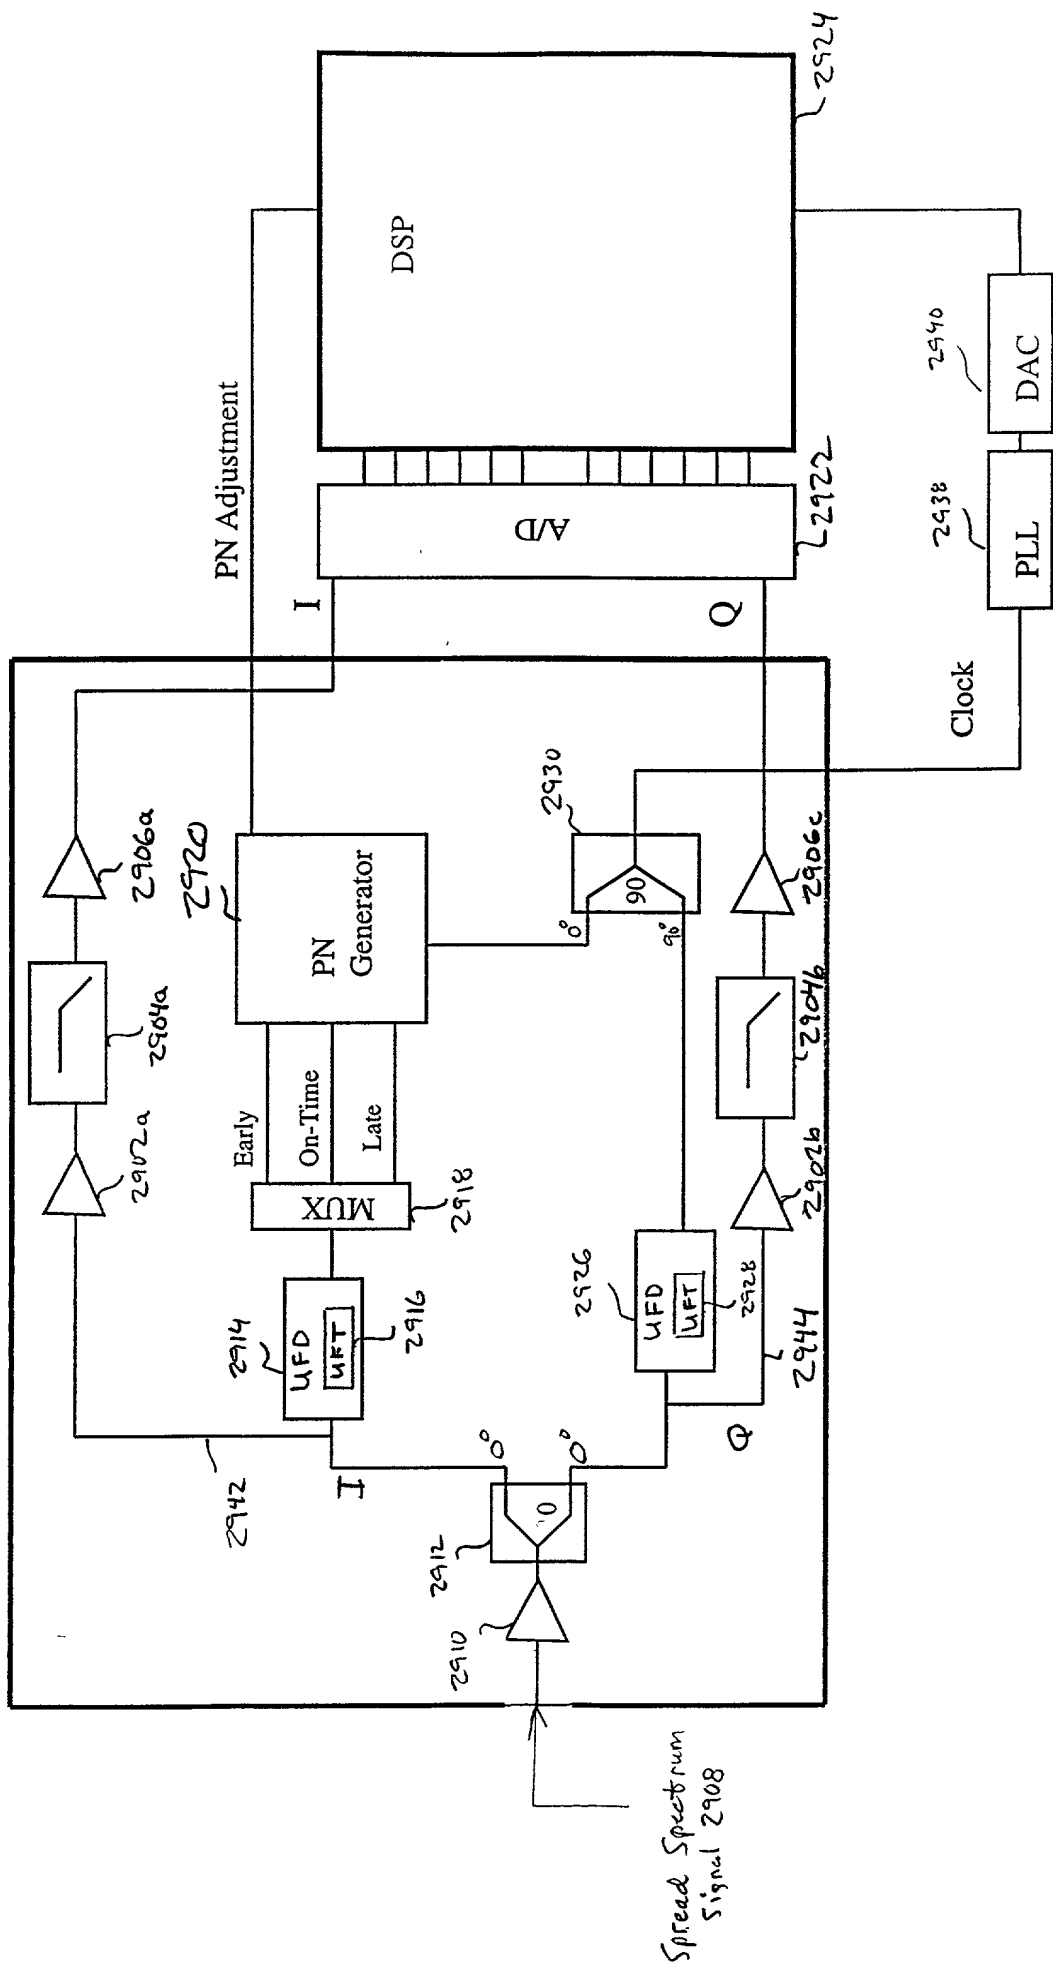 Spread Spectrum
Signal 2908
2910
2912
0
0°
0°
I
Q
2942
2944
2914
UFD
UFT
2916
2926
UFD
UFT
2928
MUX
2918
Early
On-Time
Late
2920
PN
Generator
2902a
2904a
2906a
2902b
2904b
2906c
2930
90
0°
90°
PN Adjustment
I
Q
A/D
2922
DSP
2924
Clock
PLL
2938
DAC
2940